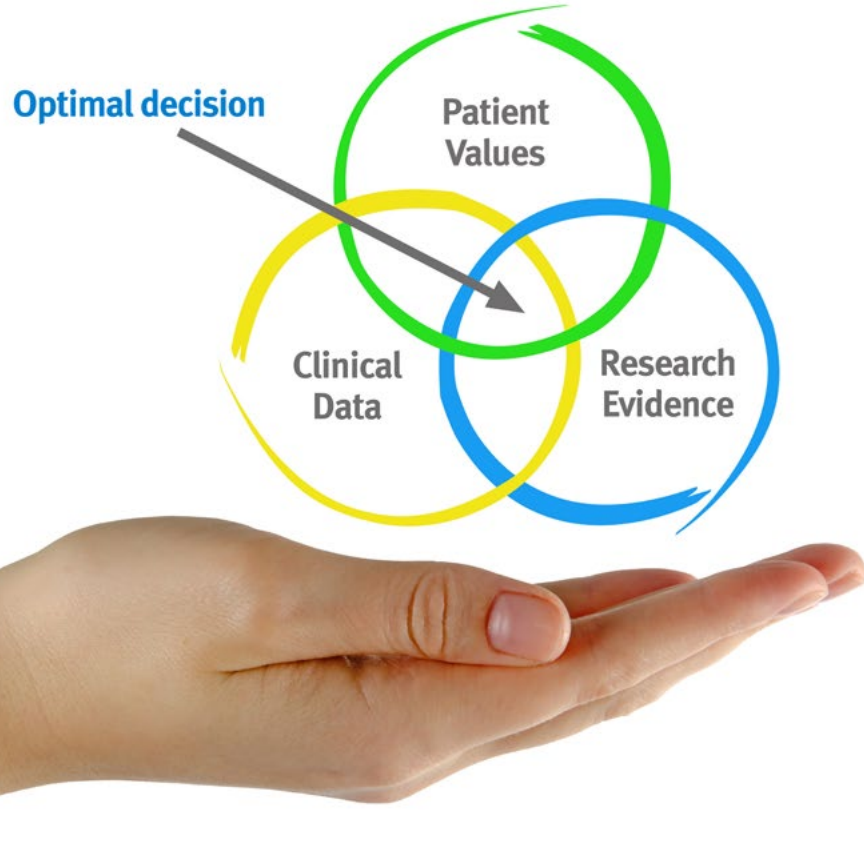 Optimal decision
Patient
Values
Clinical
Data
Research
Evidence